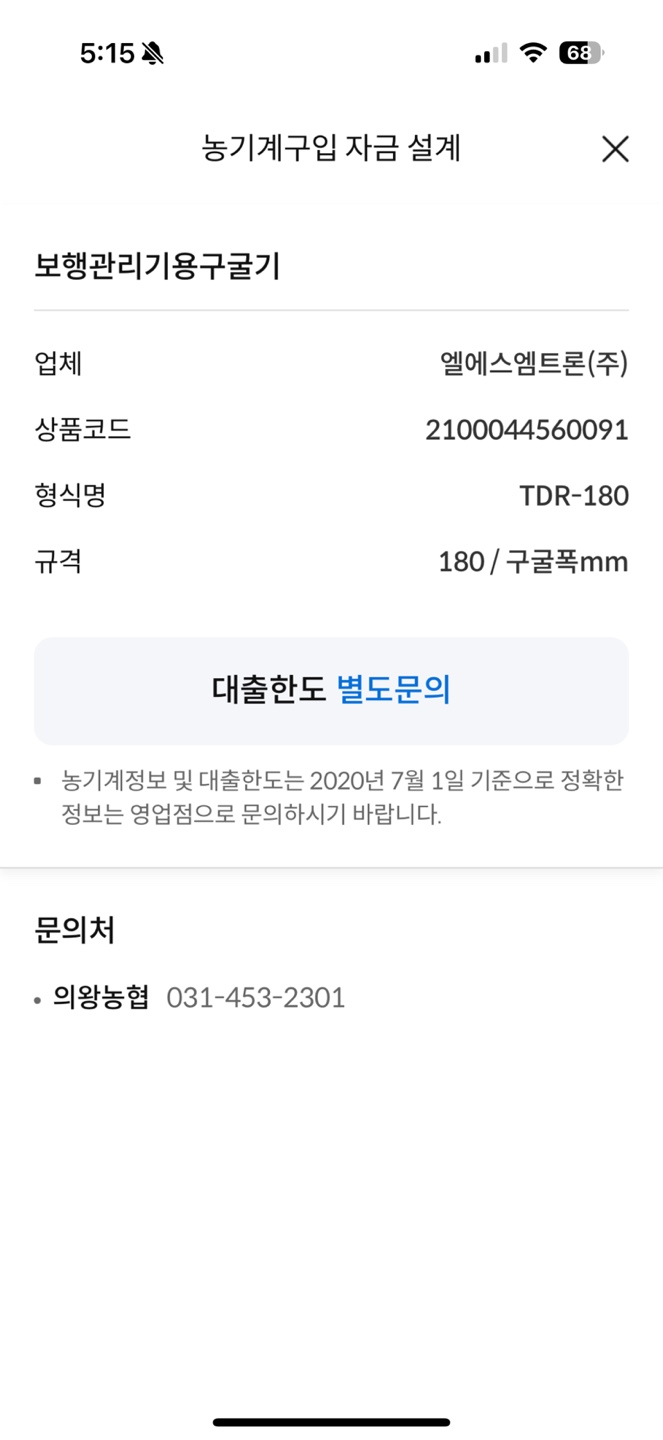 5:15
68
농기계구입 자금 설계
보행관리기용구굴기
업체 엘에스엠트론(주)
상품코드 2100044560091
형식명 TDR-180
규격 180 / 구굴폭mm
대출한도 별도문의
▪ 농기계정보 및 대출한도는 2020년 7월 1일 기준으로 정확한
정보는 영업점으로 문의하시기 바랍니다.
문의처
• 의왕농협 031-453-2301